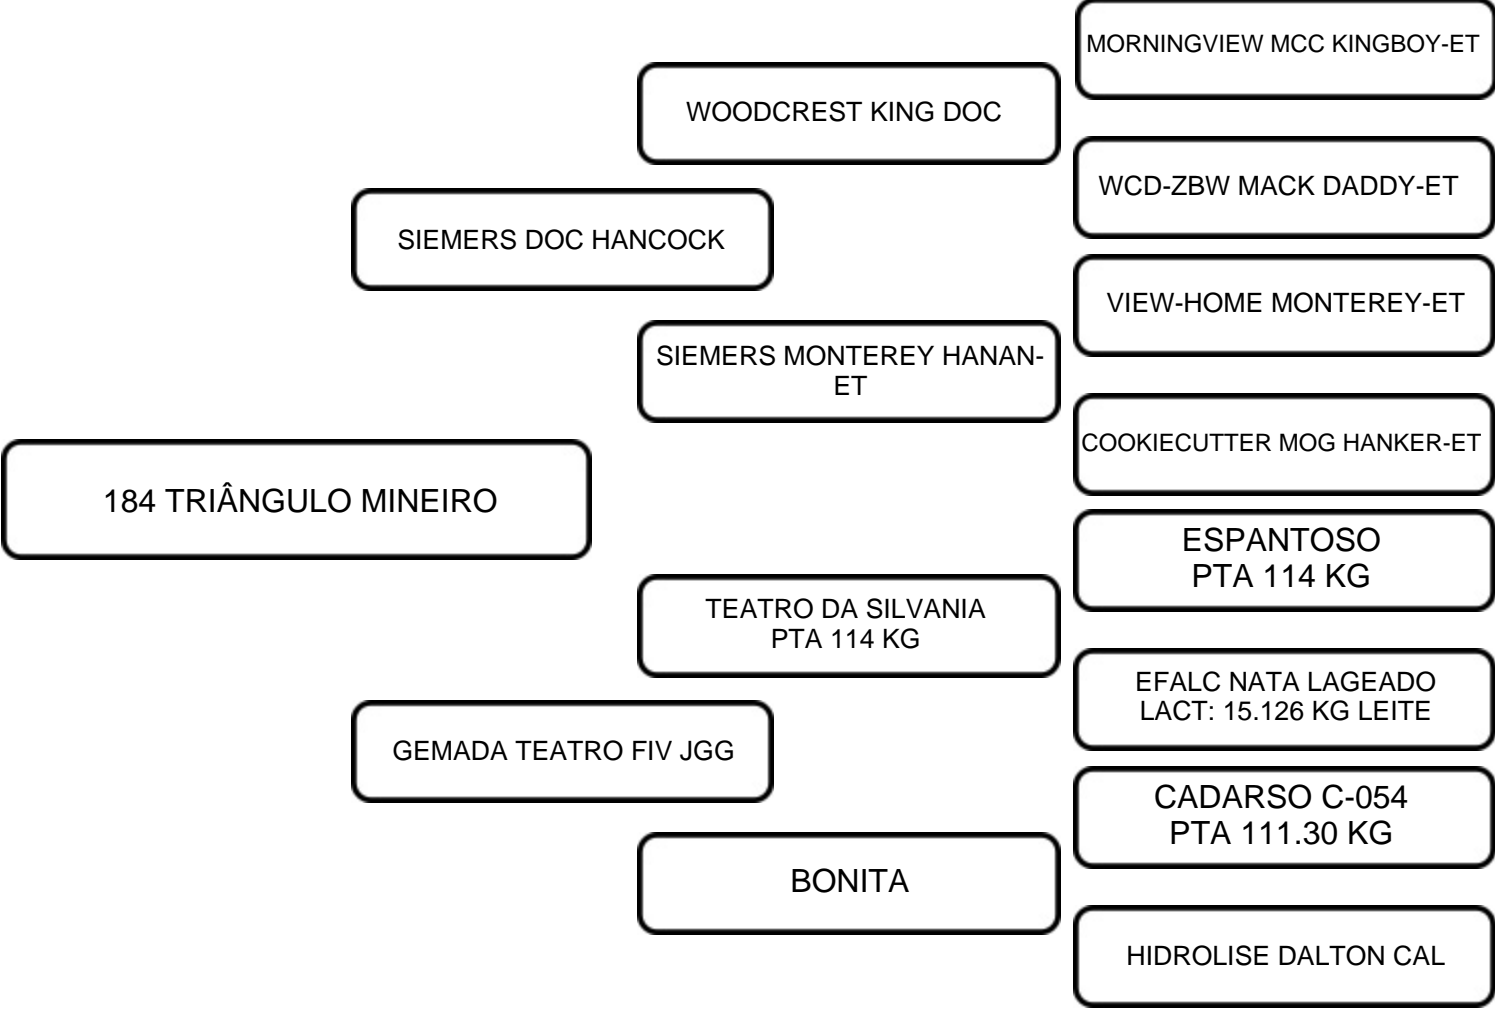 MORNINGVIEW MCC KINGBOY-ET
WOODCREST KING DOC
WCD-ZBW MACK DADDY-ET
SIEMERS DOC HANCOCK
VIEW-HOME MONTEREY-ET
SIEMERS MONTEREY HANAN-
ET
COOKIECUTTER MOG HANKER-ET
184 TRIÂNGULO MINEIRO
ESPANTOSO
PTA 114 KG
TEATRO DA SILVANIA
PTA 114 KG
EFALC NATA LAGEADO
LACT: 15.126 KG LEITE
GEMADA TEATRO FIV JGG
CADARSO C-054
PTA 111.30 KG
BONITA
HIDROLISE DALTON CAL